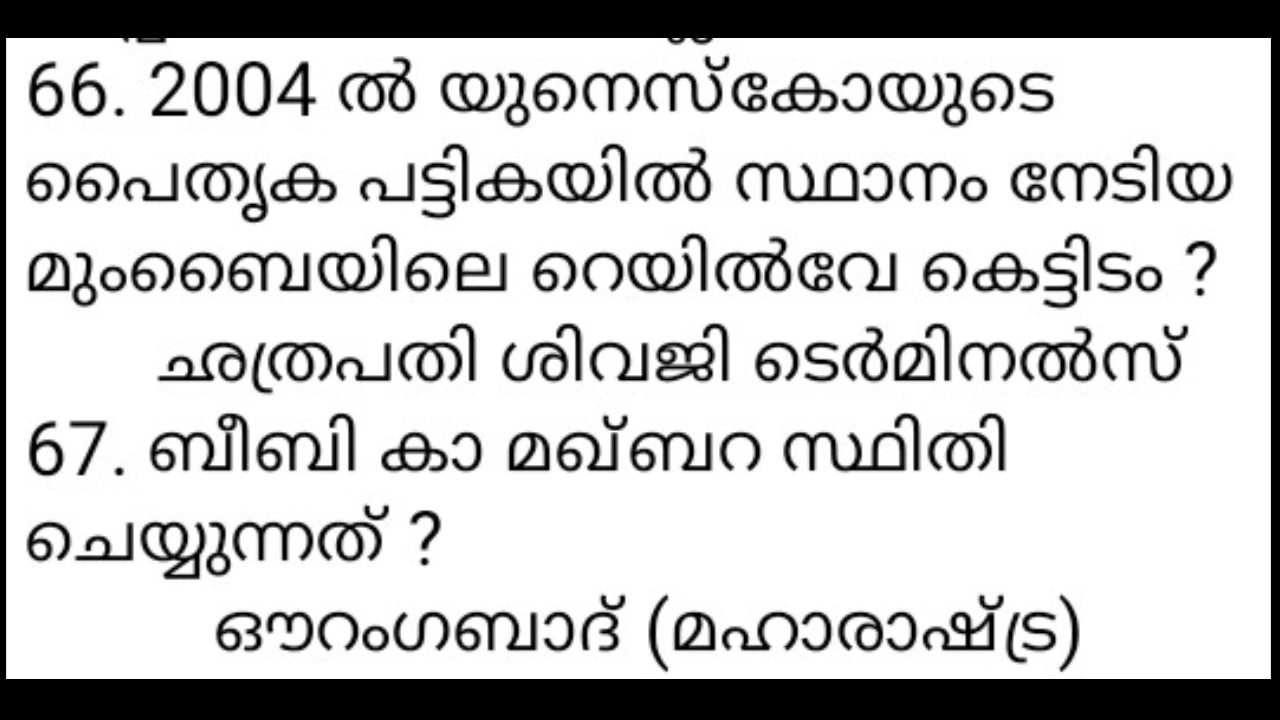 66. 2004 ൽ യുനെസ്കോയുടെ
പൈതൃക പട്ടികയിൽ സ്ഥാനം നേടിയ
മുംബൈയിലെ റെയിൽവേ കെട്ടിടം ?
ഛത്രപതി ശിവജി ടെർമിനൽസ്
67. ബീബി കാ മഖ്ബറ സ്ഥിതി
ചെയ്യുന്നത് ?
ഔറംഗബാദ് (മഹാരാഷ്ട്ര)